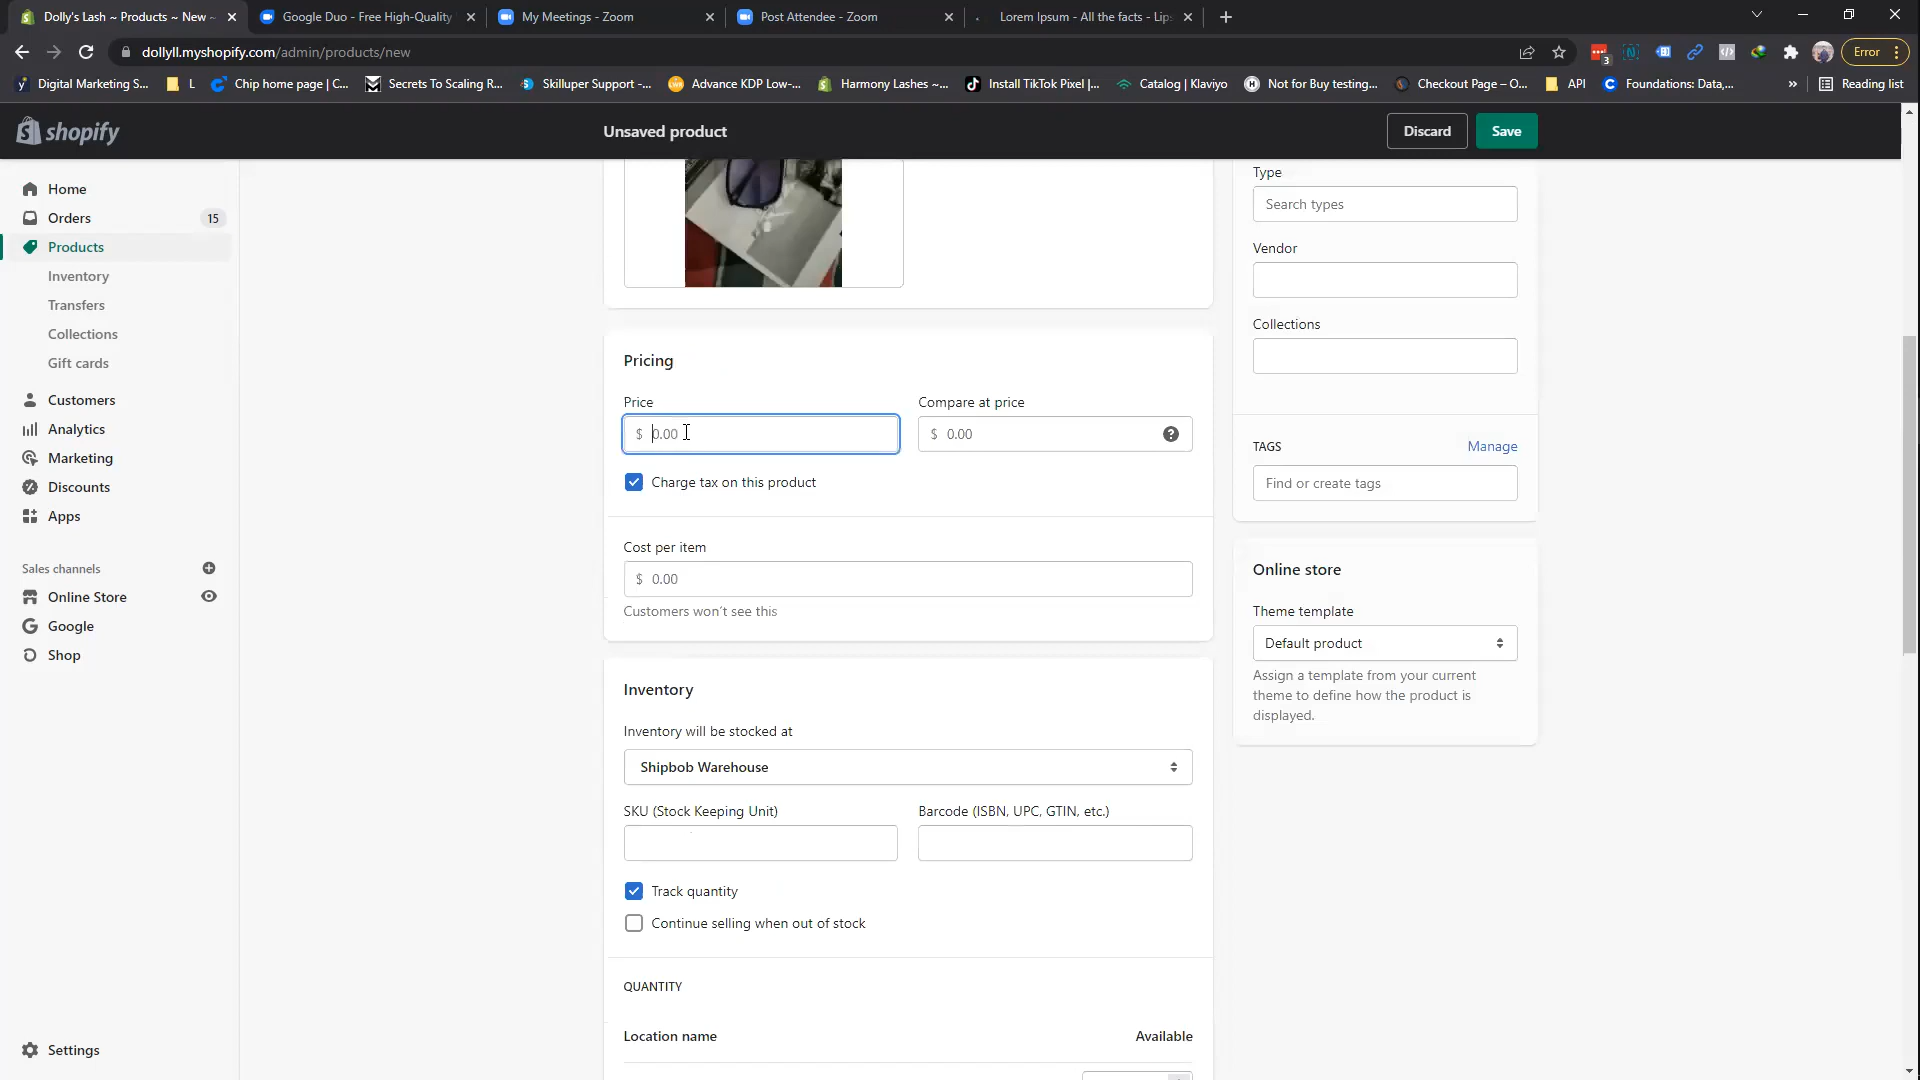 Dolly's Lash ~ Products ~ New ~
Google Duo - Free High-Quality
My Meetings - Zoom
Post Attendee - Zoom
Lorem Ipsum - All the facts - Lip
dollyll.myshopify.com/admin/products/new
3
Error
Digital Marketing S...
L
Chip home page | C...
Secrets To Scaling R...
Skilluper Support -...
Advance KDP Low-...
Harmony Lashes ~...
Install TikTok Pixel |...
Catalog | Klaviyo
Not for Buy testing...
Checkout Page – O...
API
Foundations: Data,...
»
Reading list
shopify
Unsaved product
Discard
Save
Home
Orders
15
Products
Inventory
Transfers
Collections
Gift cards
Customers
Analytics
Marketing
Discounts
Apps
Sales channels
Online Store
Google
Shop
Settings
Pricing
Price
Compare at price
$ 0.00
$ 0.00
Charge tax on this product
Cost per item
$ 0.00
Customers won't see this
Inventory
Inventory will be stocked at
Shipbob Warehouse
SKU (Stock Keeping Unit)
Barcode (ISBN, UPC, GTIN, etc.)
Track quantity
Continue selling when out of stock
QUANTITY
Location name
Available
Type
Search types
Vendor
Collections
TAGS
Manage
Find or create tags
Online store
Theme template
Default product
Assign a template from your current
theme to define how the product is
displayed.